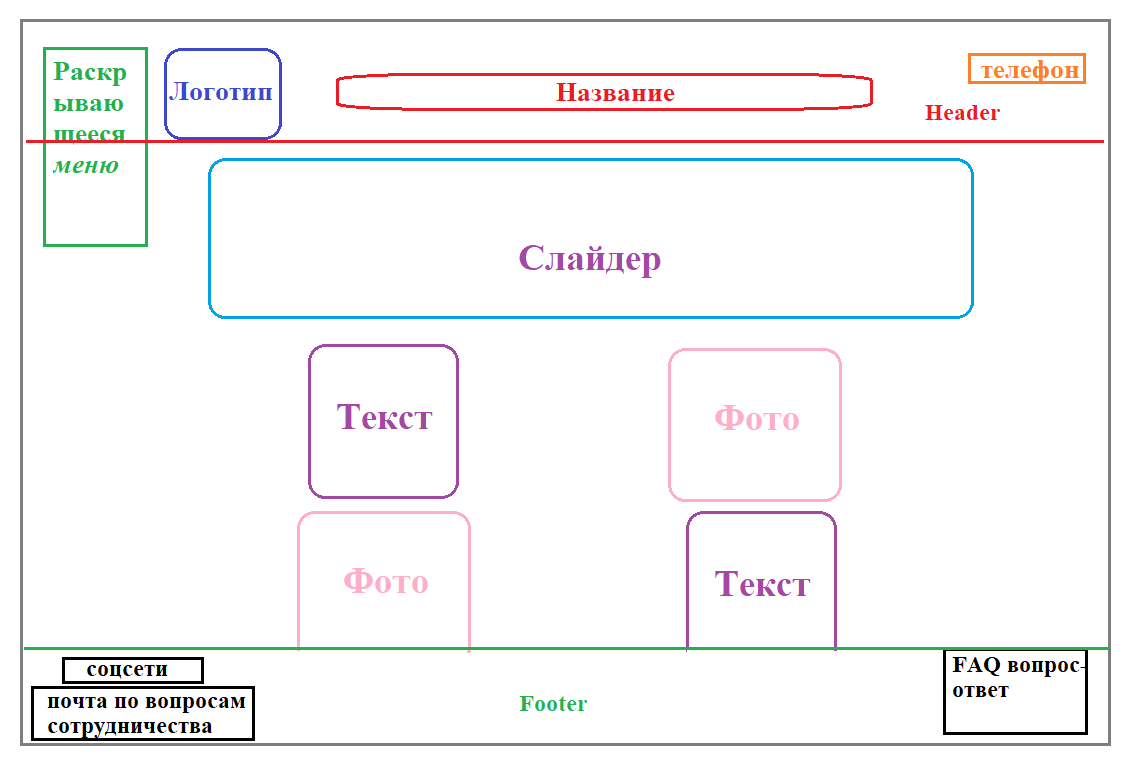 Раскр
ываю
щееся
меню
Логотип
Название
телефон
Header
Слайдер
Текст
Фото
Фото
Текст
соцсети
почта по вопросам
сотрудничества
Footer
FAQ вопрос-
ответ